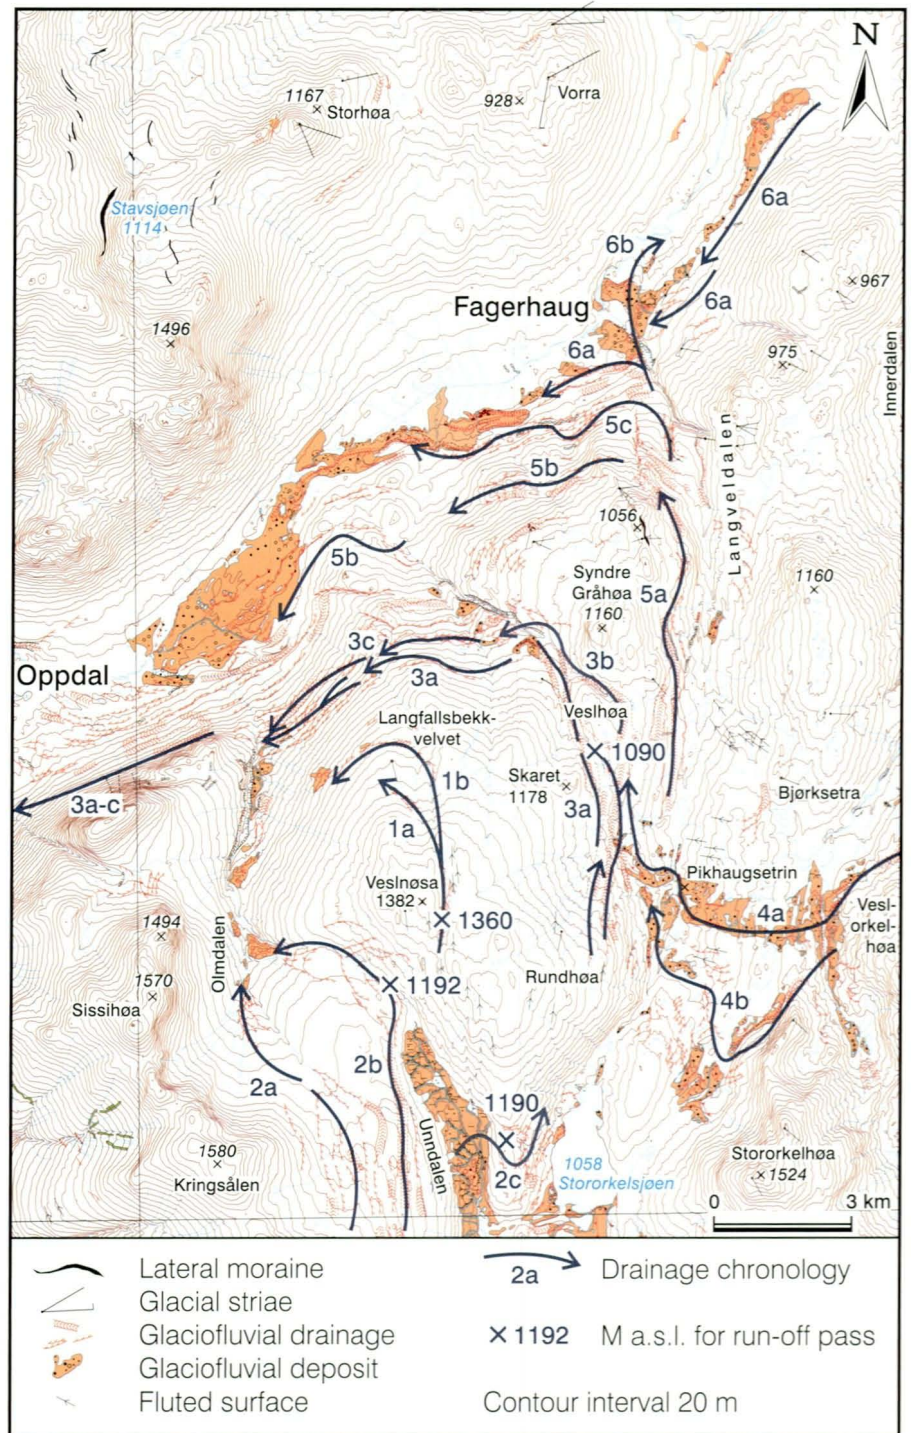 N
1167
Storhøa
928
Vorra
Stavsjøen
1114
6a
6b
967
6a
Fagerhaug
1496
6a
975
Innerdalen
5c
Langveldalen
5b
1056
5b
Syndre
Gråhøa
1160
1160
5a
3c
3b
Oppdal
3a
Veslhøa
Langfallsbekk-
velvet
1090
Skaret
1178
1b
3a-c
3a
Bjørksetra
1a
Pikhaugsetrin
Veslnøsa
1382
1360
4a
Vesl-
orkel-
høa
1494
Olmdalen
1570
Sissihøa
1192
Rundhøa
4b
2b
2a
1190
Unndalen
1580
Kringsålen
2c
1058
Stororkelsjøen
Stororkelhøa
1524
0 3 km
Lateral moraine
Glacial striae
Glaciofluvial drainage
Glaciofluvial deposit
Fluted surface
2a Drainage chronology
1192 M a.s.l. for run-off pass
Contour interval 20 m